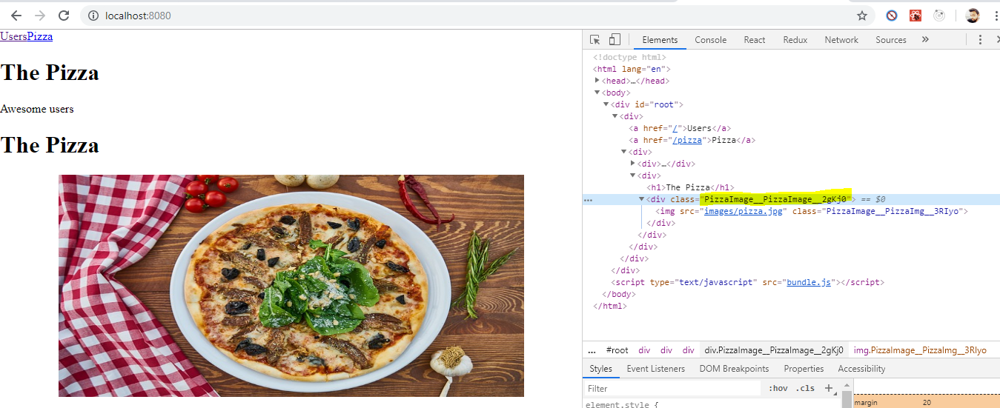 localhost:8080
UsersPizza
The Pizza
Awesome users
The Pizza
Elements Console React Redux Network Sources »
<!doctype html>
<html lang="en">
<head>…</head>
<body>
<div id="root">
<div>
<a href="/">Users</a>
<a href="/pizza">Pizza</a>
<div>
<div>…</div>
<div>
<h1>The Pizza</h1>
... <div class="PizzaImage__PizzaImage__2gKj0"> == $0
<img src="images/pizza.jpg" class="PizzaImage__PizzaImg__3RIyo">
</div>
</div>
</div>
</div>
</div>
<script type="text/javascript" src="bundle.js"></script>
</body>
</html>
... #root div div div div.PizzaImage__PizzaImage__2gKj0 img.PizzaImage__PizzaImg__3RIyo
Styles Event Listeners DOM Breakpoints Properties Accessibility
Filter :hov .cls +
element.style {
margin 20